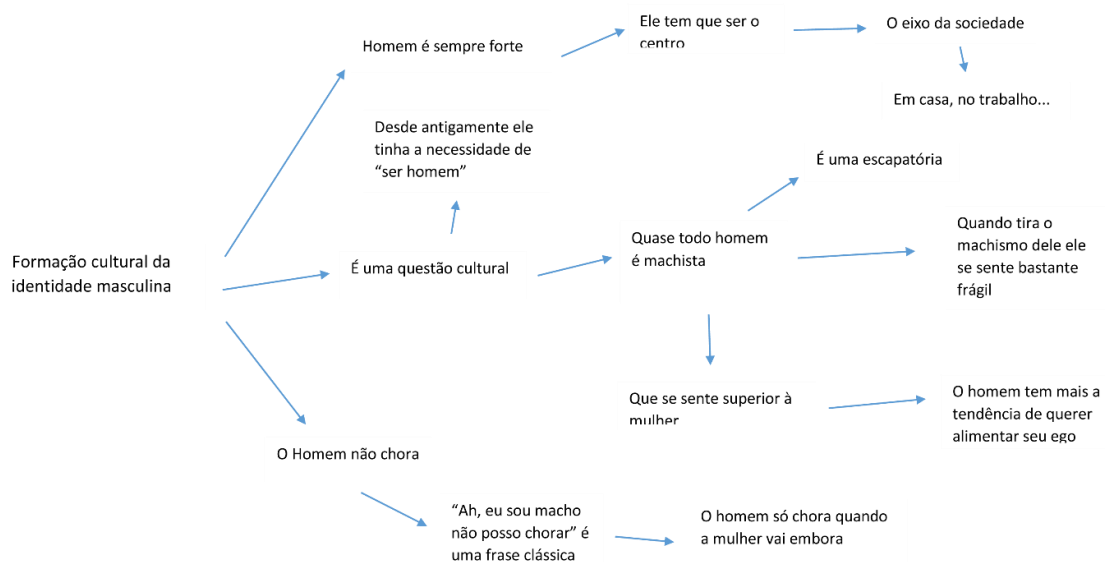 Homem é sempre forte
Ele tem que ser o
centro
O eixo da sociedade
Em casa, no trabalho...
Desde antigamente ele
tinha a necessidade de
“ser homem”
É uma escapatória
Formação cultural da
identidade masculina
É uma questão cultural
Quase todo homem
é machista
Quando tira o
machismo dele ele
se sente bastante
frágil
Que se sente superior à
mulher
O homem tem mais a
tendência de querer
alimentar seu ego
O Homem não chora
“Ah, eu sou macho
não posso chorar” é
uma frase clássica
O homem só chora quando
a mulher vai embora